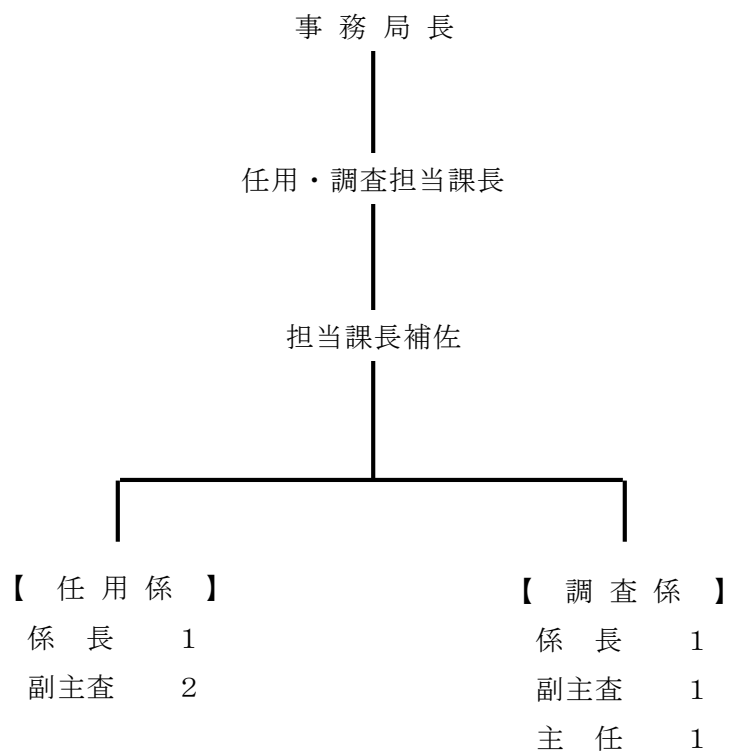 事 務 局 長
任用・調査担当課長
担当課長補佐
【 任 用 係 】
係 長 1
副主査 2
【 調 査 係 】
係 長 1
副主査 1
主 任 1